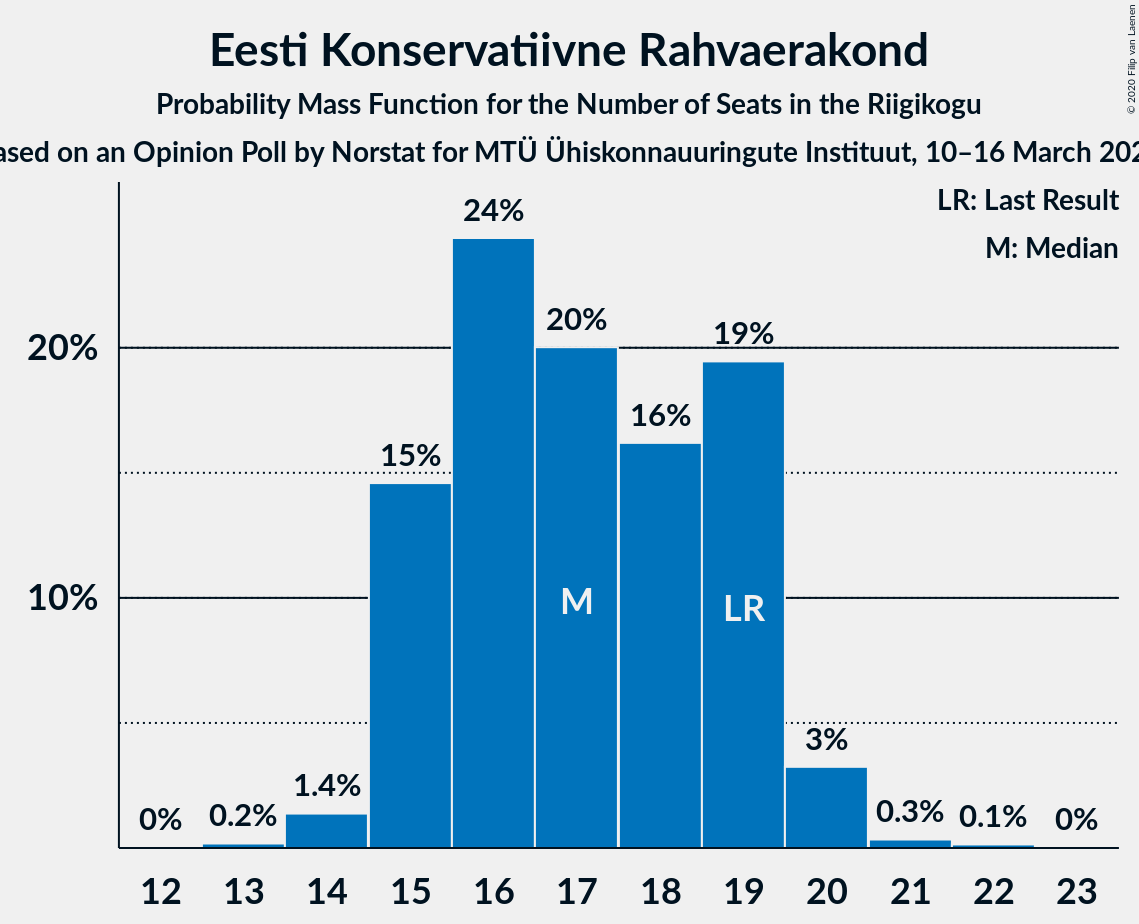 Eesti Konservatiivne Rahvaerakond
Probability Mass Function for the Number of Seats in the Riigikogu
ased on an Opinion Poll by Norstat for MTÜ Ühiskonnauuringute Instituut, 10–16 March 202
© 2020 Filip van Laenen
LR: Last Result
M: Median
24%
20%
19%
20%
16%
15%
M
LR
10%
3%
1.4%
0% 0.2% 0.3% 0.1% 0%
12 13 14 15 16 17 18 19 20 21 22 23